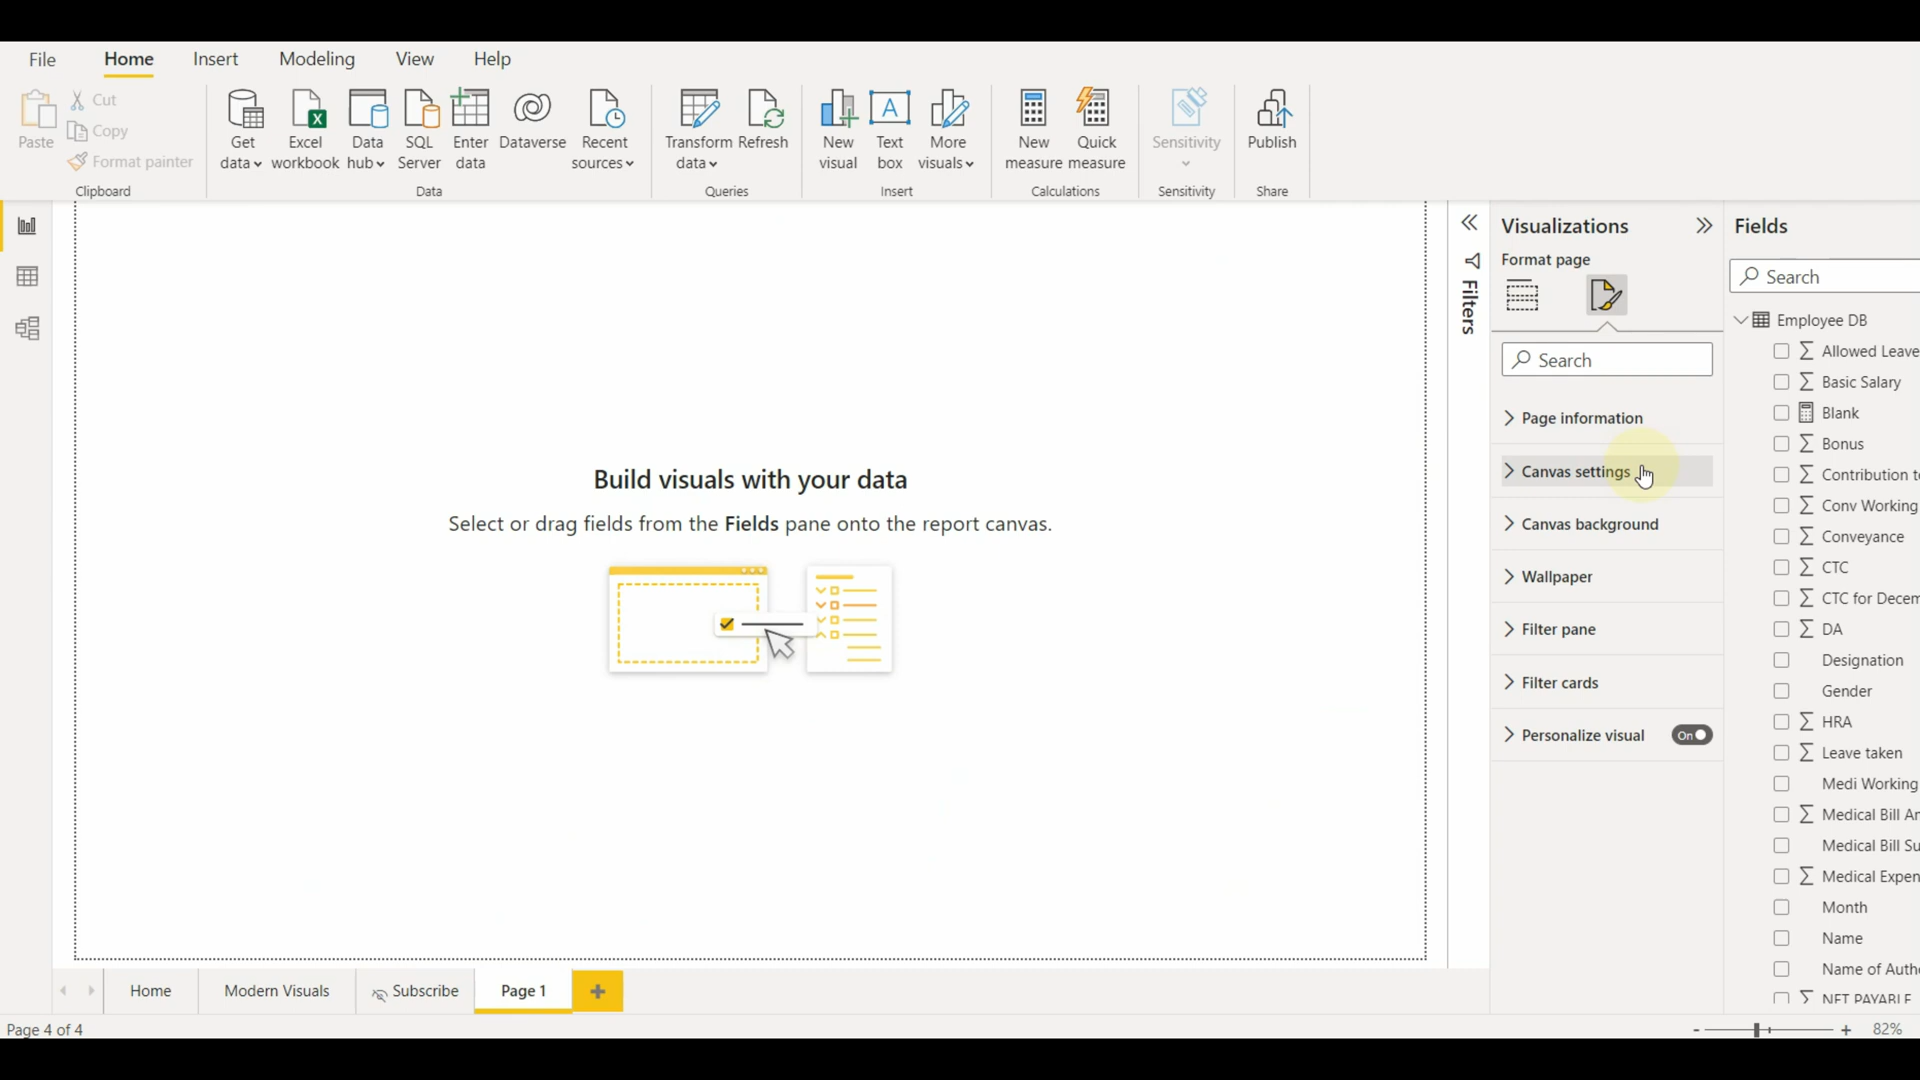 File
Home
Insert
Modeling
View
Help
Paste
Cut
Copy
Format painter
Clipboard
Get data
Excel workbook
Data hub
SQL Server
Enter data
Dataverse
Recent sources
Data
Transform data
Refresh
Queries
New visual
Text box
More visuals
Insert
New measure
Quick measure
Calculations
Sensitivity
Sensitivity
Publish
Share
Build visuals with your data
Select or drag fields from the Fields pane onto the report canvas.
Filters
Visualizations
Format page
Search
Page information
Canvas settings
Canvas background
Wallpaper
Filter pane
Filter cards
Personalize visual
On
Fields
Search
Employee DB
Allowed Leave
Basic Salary
Blank
Bonus
Contribution t
Conv Working
Conveyance
CTC
CTC for Decem
DA
Designation
Gender
HRA
Leave taken
Medi Working
Medical Bill A
Medical Bill Su
Medical Expen
Month
Name
Name of Auth
NET PAYABLE
Home
Modern Visuals
Subscribe
Page 1
Page 4 of 4
- + 82%